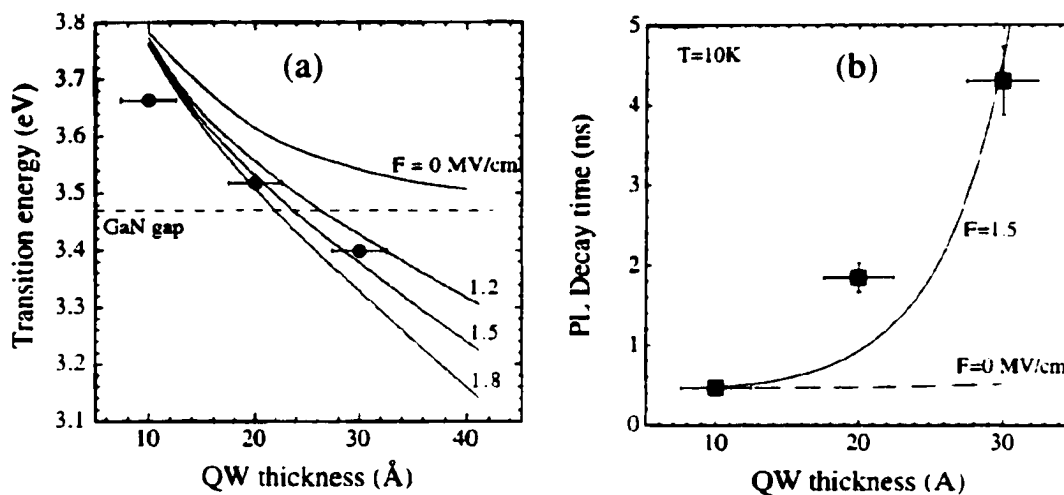 3.8
3.7
3.6
3.5
3.4
3.3
3.2
3.1
Transition energy (eV)
(a)
F = 0 MV/cm
GaN gap
1.2
1.5
1.8
10 20 30 40
QW thickness (Å)
5
4
3
2
1
0
PL Decay time (ns)
T=10K
(b)
F=1.5
F=0 MV/cm
10 20 30
QW thickness (A)